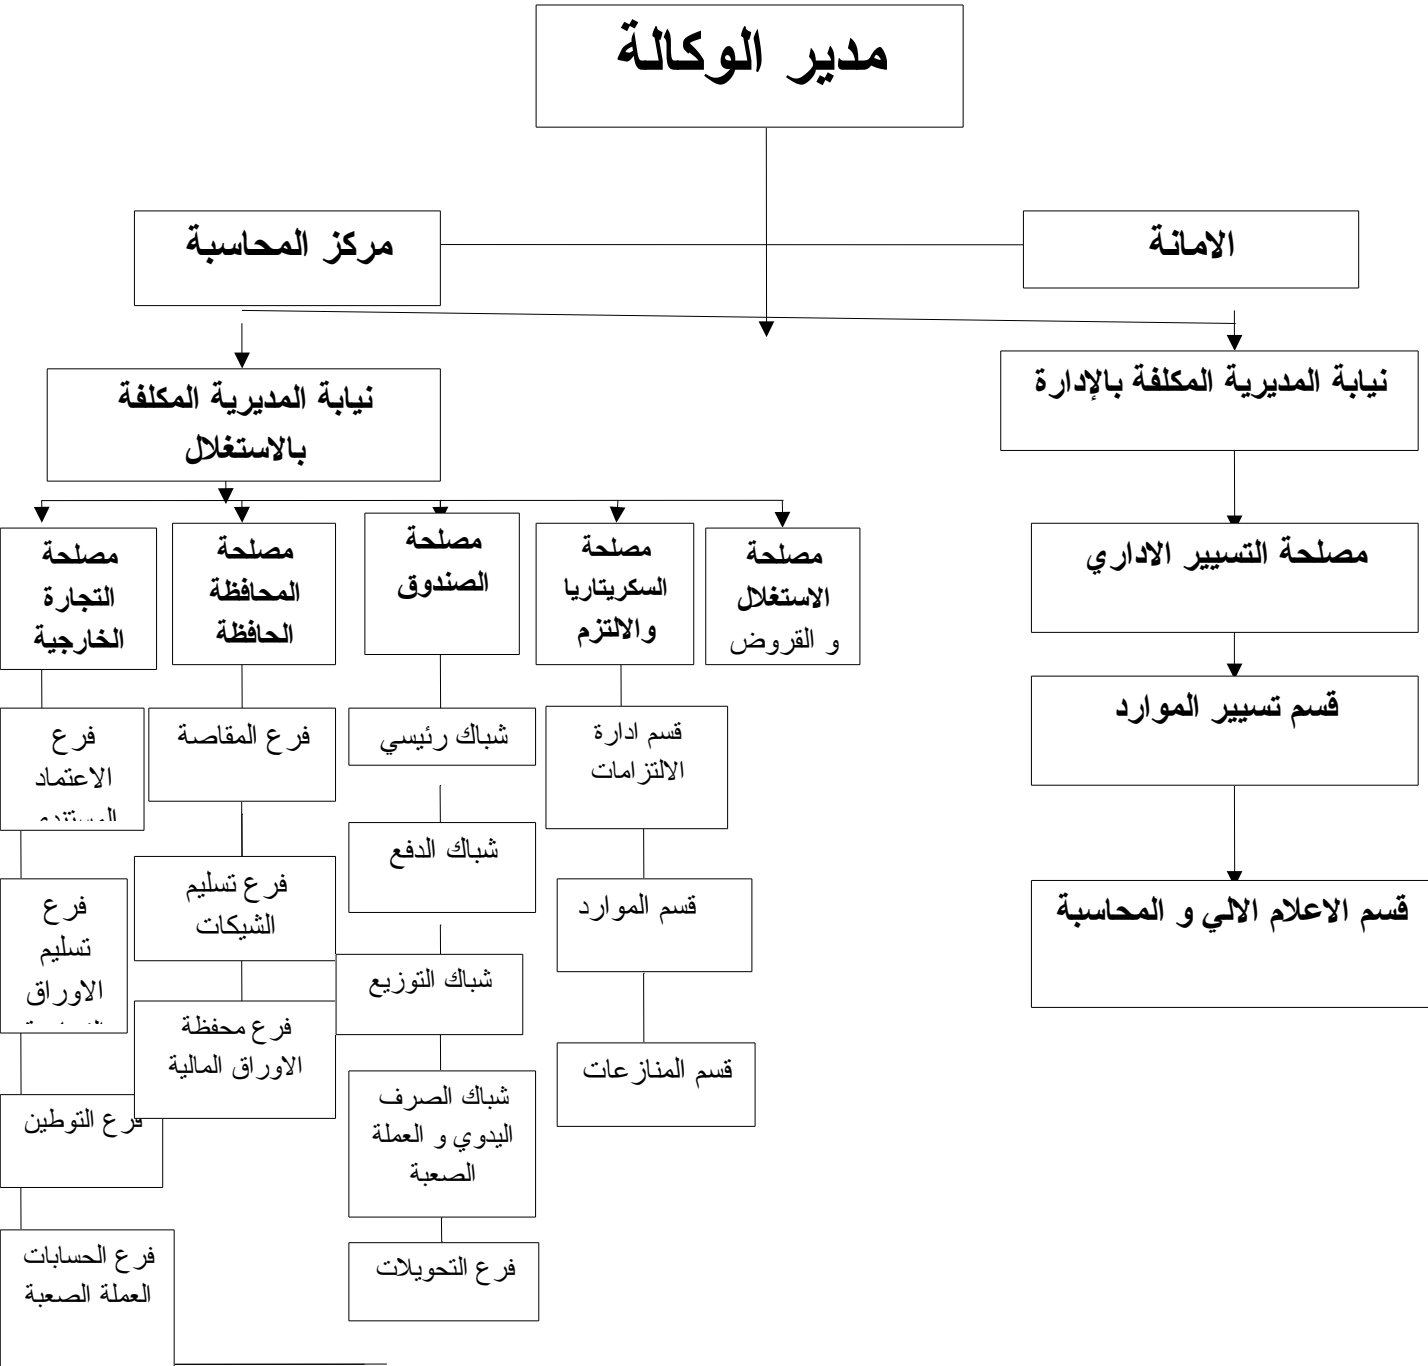 مدير الوكالة
الامانة
مركز المحاسبة
نيابة المديرية المكلفة بالإدارة
نيابة المديرية المكلفة
بالاستغلال
مصلحة التسيير الاداري
قسم تسيير الموارد
قسم الاعلام الالي و المحاسبة
مصلحة
الاستغلال
و القروض
مصلحة
السكريتاريا
والالتزم
قسم ادارة
الالتزامات
قسم الموارد
قسم المنازعات
مصلحة
الصندوق
شباك رئيسي
شباك الدفع
شباك التوزيع
شباك الصرف
اليدوي و العملة
الصعبة
فرع التحويلات
مصلحة
المحافظة
الحافظة
فرع المقاصة
فرع تسليم
الشيكات
فرع محفظة
الاوراق المالية
مصلحة
التجارة
الخارجية
فرع
الاعتماد
المستندي
فرع
تسليم
الاوراق
فرع التوطين
فرع الحسابات
العملة الصعبة